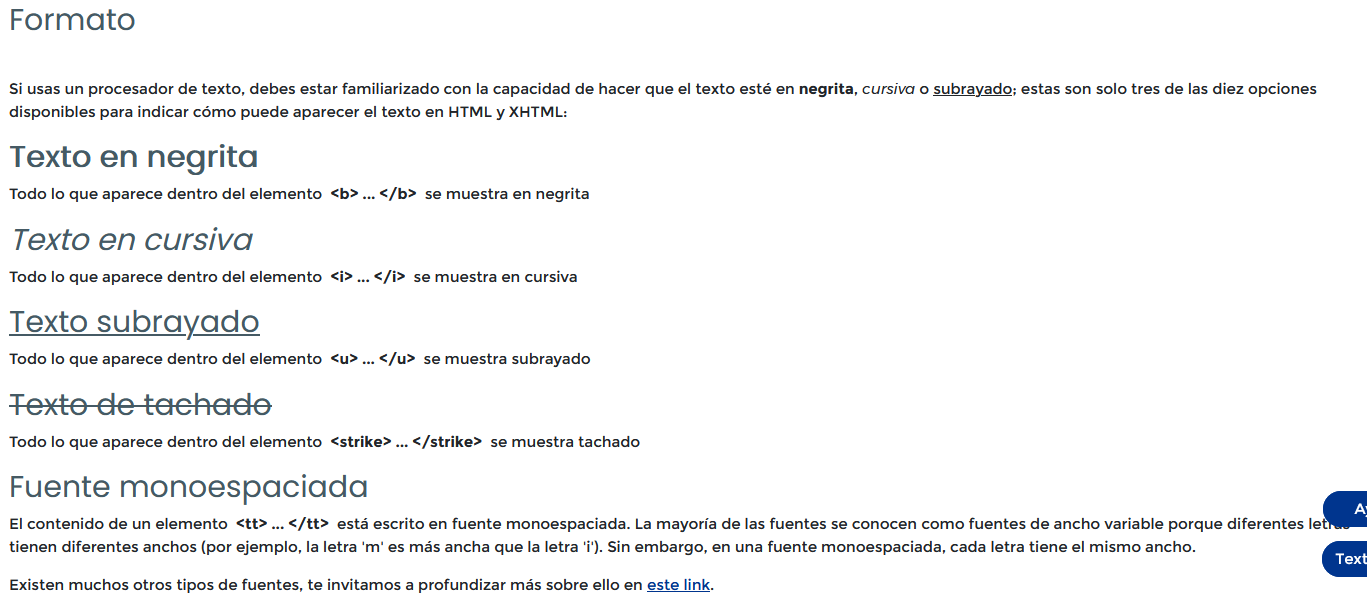 Formato
Si usas un procesador de texto, debes estar familiarizado con la capacidad de hacer que el texto esté en negrita, cursiva o subrayado; estas son solo tres de las diez opciones
disponibles para indicar cómo puede aparecer el texto en HTML y XHTML:
Texto en negrita
Todo lo que aparece dentro del elemento <b> ... </b> se muestra en negrita
Texto en cursiva
Todo lo que aparece dentro del elemento <i> ... </i> se muestra en cursiva
Texto subrayado
Todo lo que aparece dentro del elemento <u> ... </u> se muestra subrayado
Texto de tachado
Todo lo que aparece dentro del elemento <strike> ... </strike> se muestra tachado
Fuente monoespaciada
El contenido de un elemento <tt> ... </tt> está escrito en fuente monoespaciada. La mayoría de las fuentes se conocen como fuentes de ancho variable porque diferentes letras
tienen diferentes anchos (por ejemplo, la letra 'm' es más ancha que la letra 'i'). Sin embargo, en una fuente monoespaciada, cada letra tiene el mismo ancho.
Text
Existen muchos otros tipos de fuentes, te invitamos a profundizar más sobre ello en este link.